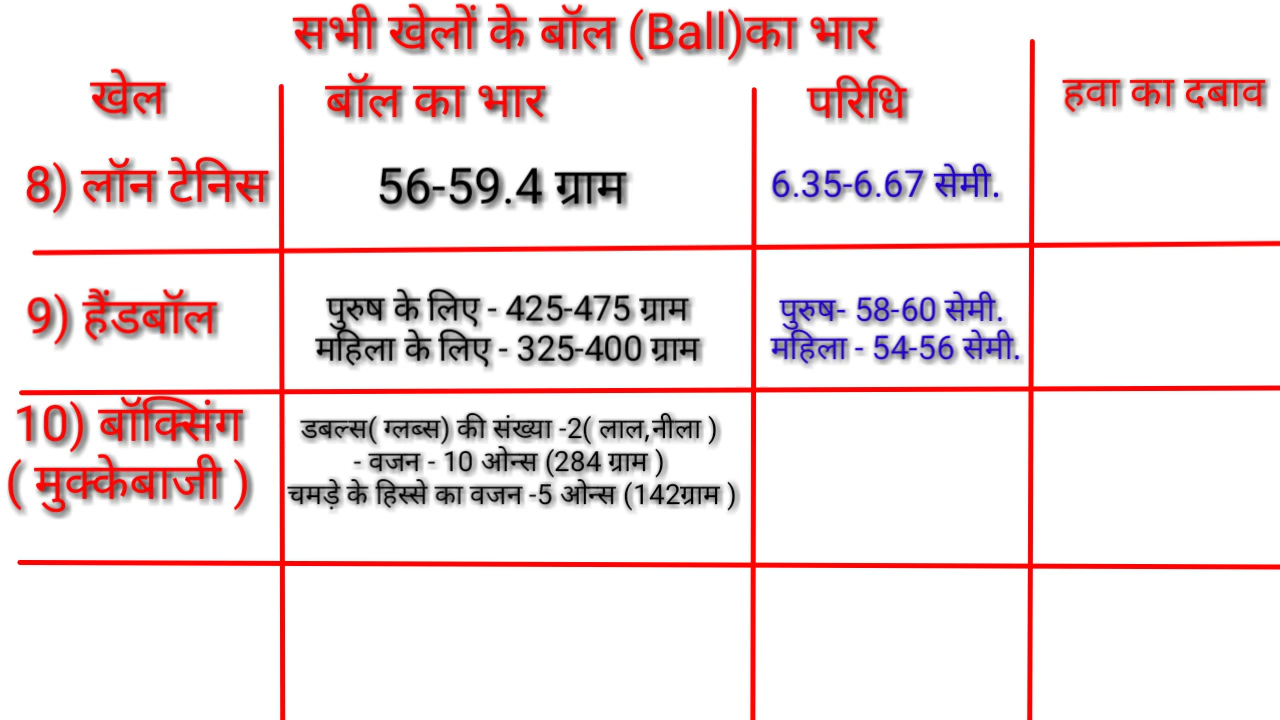 सभी खेलों के बॉल (Ball)का भार
खेल
बॉल का भार
परिधि
हवा का दबाव
8) लॉन टेनिस
56-59.4 ग्राम
6.35-6.67 सेमी.
9) हैंडबॉल
पुरुष के लिए - 425-475 ग्राम
महिला के लिए - 325-400 ग्राम
पुरुष- 58-60 सेमी.
महिला - 54-56 सेमी.
10) बॉक्सिंग
( मुक्केबाजी )
डबल्स( ग्लब्स) की संख्या -2( लाल,नीला )
- वजन - 10 ओन्स (284 ग्राम )
चमड़े के हिस्से का वजन -5 ओन्स (142ग्राम )